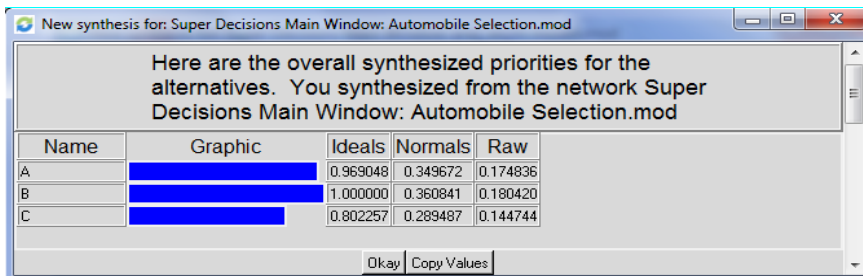 New synthesis for: Super Decisions Main Window: Automobile Selection.mod
Here are the overall synthesized priorities for the
alternatives. You synthesized from the network Super
Decisions Main Window: Automobile Selection.mod
Name Graphic Ideals Normals Raw
A 0.969048 0.349672 0.174836
B 1.000000 0.360841 0.180420
C 0.802257 0.289487 0.144744
Okay Copy Values